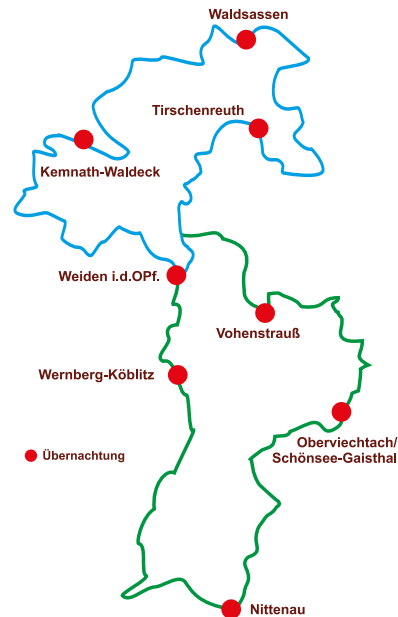 Waldsassen
Tirschenreuth
Kemnath-Waldeck
Weiden i.d.OPf.
Vohenstrauß
Wernberg-Köblitz
Oberviechtach/
Schönsee-Gaisthal
Übernachtung
Nittenau